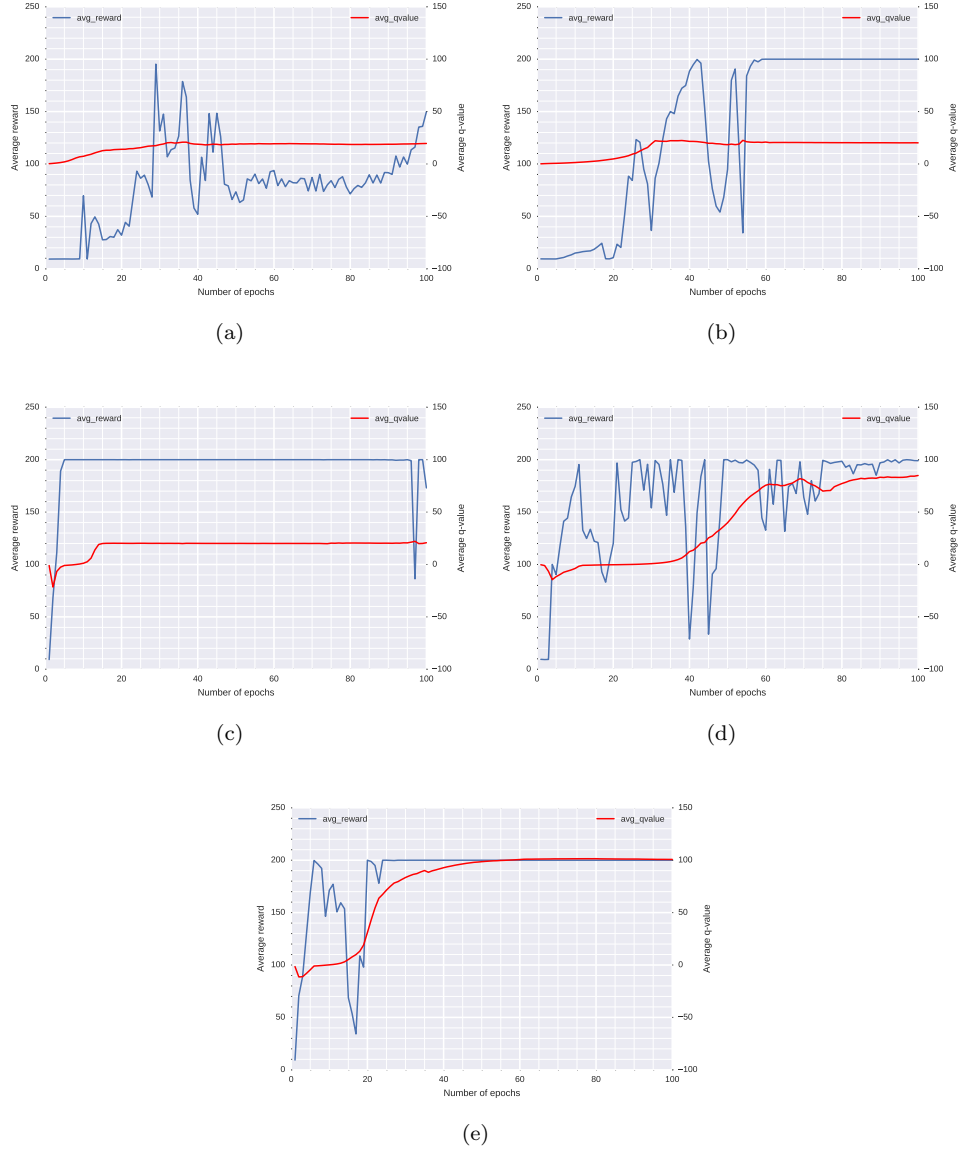 250 150
avg_reward avg_qvalue
200 100
150 50
100 0
50 −50
0 −100
0 20 40 60 80 100
Number of epochs
Average reward
Average q-value
(a)
250 150
avg_reward avg_qvalue
200 100
150 50
100 0
50 −50
0 −100
0 20 40 60 80 100
Number of epochs
Average reward
Average q-value
(b)
250 150
avg_reward avg_qvalue
200 100
150 50
100 0
50 −50
0 −100
0 20 40 60 80 100
Number of epochs
Average reward
Average q-value
(c)
250 150
avg_reward avg_qvalue
200 100
150 50
100 0
50 −50
0 −100
0 20 40 60 80 100
Number of epochs
Average reward
Average q-value
(d)
250 150
avg_reward avg_qvalue
200 100
150 50
100 0
50 −50
0 −100
0 20 40 60 80 100
Number of epochs
Average reward
Average q-value
(e)